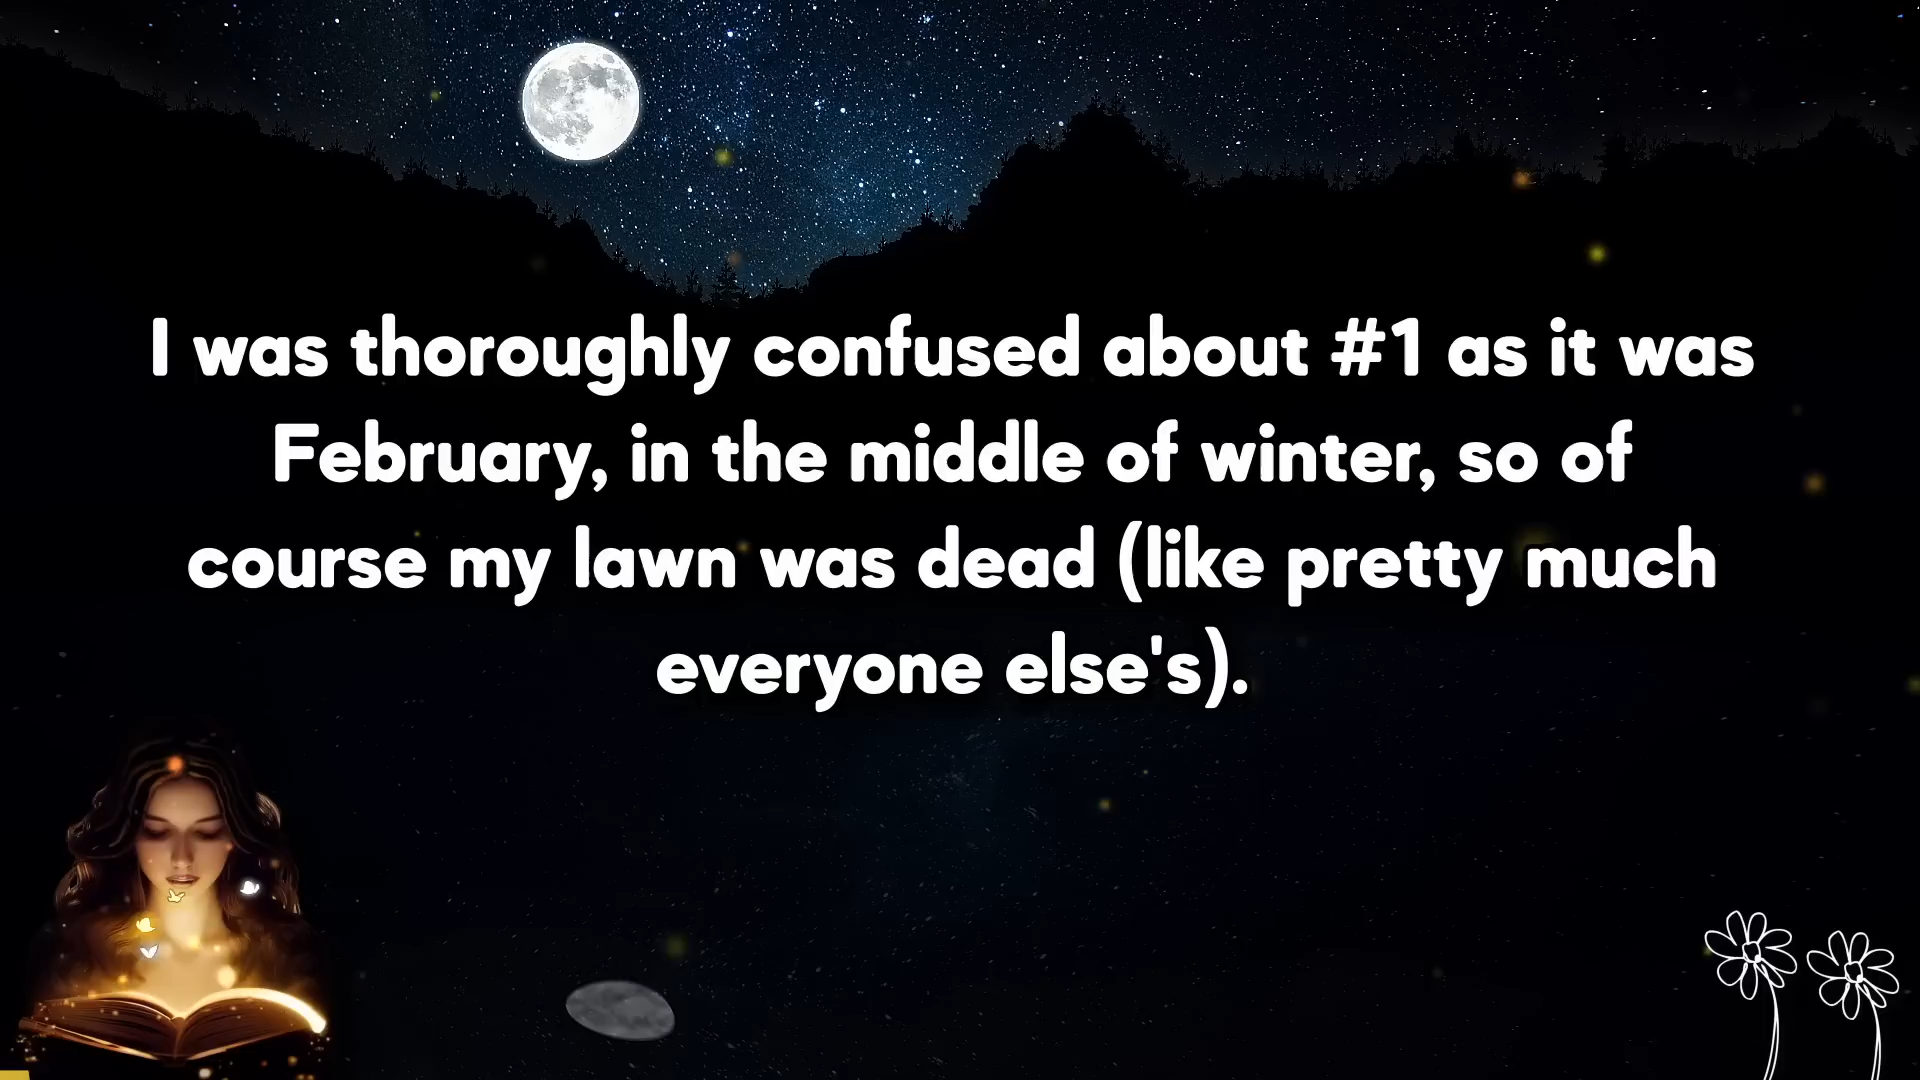 I was thoroughly confused about #1 as it was
February, in the middle of winter, so of
course my lawn was dead (like pretty much
everyone else's).